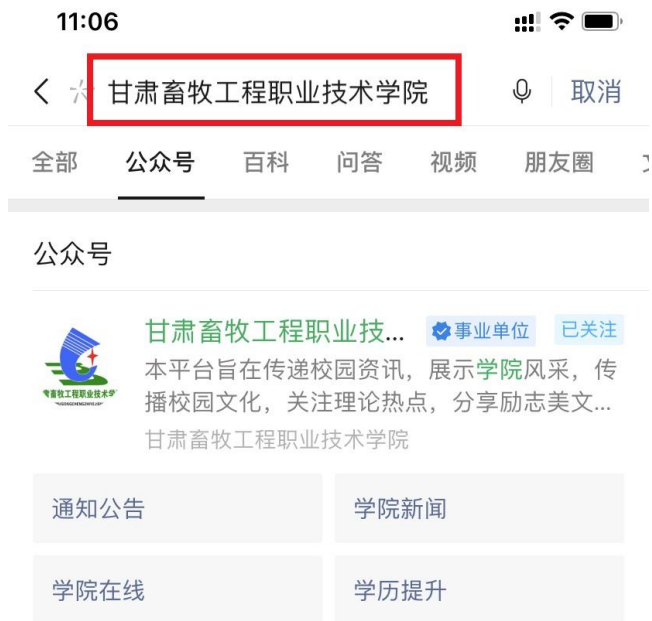 11:06
甘肃畜牧工程职业技术学院 取消
全部 公众号 百科 问答 视频 朋友圈
公众号
甘肃畜牧工程职业技... 事业单位 已关注
本平台旨在传递校园资讯，展示学院风采，传
播校园文化，关注理论热点，分享励志美文...
甘肃畜牧工程职业技术学院
通知公告 学院新闻
学院在线 学历提升